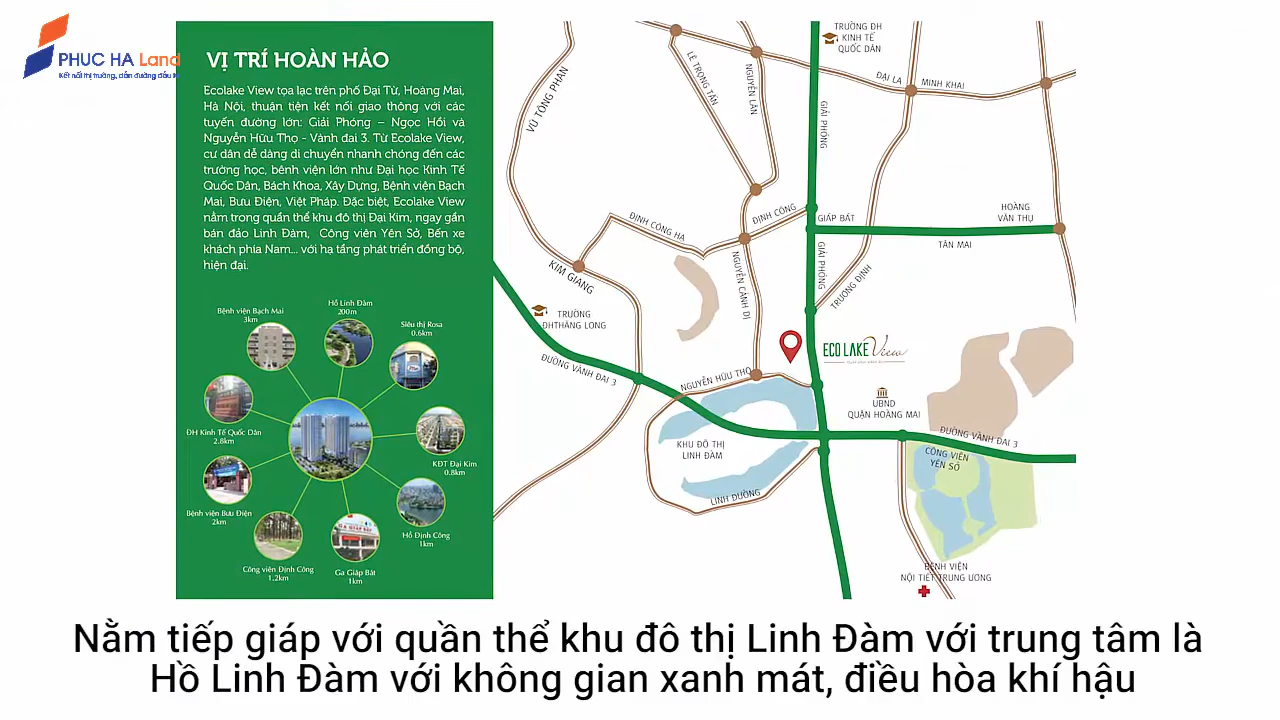 PHUC HA Land
VỊ TRÍ HOÀN HẢO
Ecolake View tọa lạc trên phố Đại Từ, Hoàng Mai,
Hà Nội, thuận tiện kết nối giao thông với các
tuyến đường lớn: Giải Phóng – Ngọc Hồi và
Nguyễn Hữu Thọ - Vành đai 3. Từ Ecolake View,
cư dân dễ dàng di chuyển nhanh chóng đến các
trường học, bệnh viện lớn như Đại học Kinh Tế
Quốc Dân, Bách Khoa, Xây Dựng, Bệnh viện Bạch
Mai, Bưu Điện, Việt Pháp. Đặc biệt, Ecolake View
nằm trong quần thể khu đô thị Đại Kim, ngay gần
bán đảo Linh Đàm, Công viên Yên Sở, Bến xe
khách phía Nam... với hạ tầng phát triển đồng bộ,
hiện đại.
Hồ Linh Đàm
200m
Bệnh viện Bạch Mai
3km
Siêu thị Rosa
0.6km
ĐH Kinh Tế Quốc Dân
2.8km
KĐT Đại Kim
0.8km
Bệnh viện Bưu Điện
2km
Hồ Định Công
1km
Công viên Định Công
1.2km
Ga Giáp Bát
1km
TRƯỜNG ĐH
KINH TẾ
QUỐC DÂN
VŨ TÔNG PHAN
LÊ TRỌNG TẤN
NGUYỄN LÂN
ĐẠI LA
MINH KHAI
GIẢI PHÓNG
ĐỊNH CÔNG HẠ
ĐỊNH CÔNG
GIÁP BÁT
HOÀNG
VĂN THỤ
TÂN MAI
KIM GIANG
NGUYỄN CẢNH DỊ
GIẢI PHÓNG
TRƯƠNG ĐỊNH
TRƯỜNG
ĐHTHĂNG LONG
ĐƯỜNG VÀNH ĐAI 3
NGUYỄN HỮU THỌ
ECO LAKE View
UBND
QUẬN HOÀNG MAI
KHU ĐÔ THỊ
LINH ĐÀM
LINH ĐƯỜNG
ĐƯỜNG VÀNH ĐAI 3
CÔNG VIÊN
YÊN SỞ
BỆNH VIỆN
NỘI TIẾT TRUNG ƯƠNG
Nằm tiếp giáp với quần thể khu đô thị Linh Đàm với trung tâm là
Hồ Linh Đàm với không gian xanh mát, điều hòa khí hậu